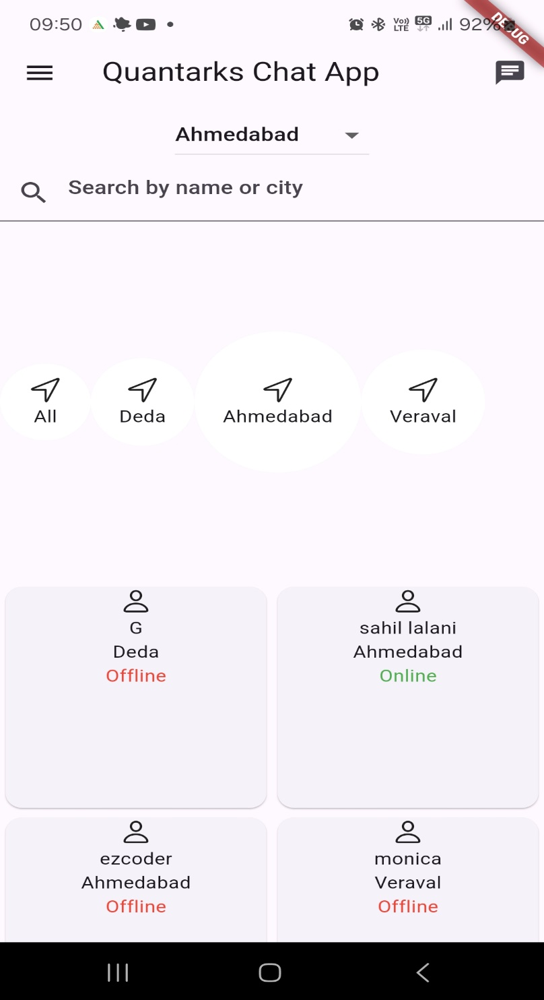 09:50
Vo)) LTE 5G 92%
DEBUG
Quantarks Chat App
Ahmedabad
Search by name or city
All
Deda
Ahmedabad
Veraval
G
Deda
Offline
sahil lalani
Ahmedabad
Online
ezcoder
Ahmedabad
Offline
monica
Veraval
Offline